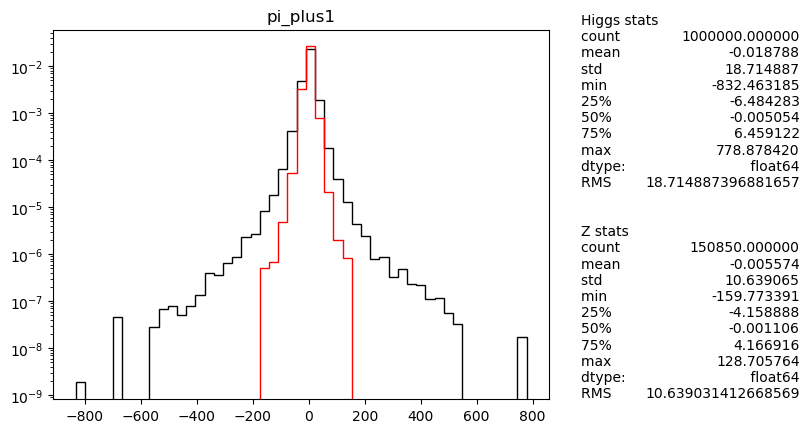 pi_plus1
10⁻²
10⁻³
10⁻⁴
10⁻⁵
10⁻⁶
10⁻⁷
10⁻⁸
10⁻⁹
−800 −600 −400 −200 0 200 400 600 800
Higgs stats
count 1000000.000000
mean -0.018788
std 18.714887
min -832.463185
25% -6.484283
50% -0.005054
75% 6.459122
max 778.878420
dtype: float64
RMS 18.714887396881657
Z stats
count 150850.000000
mean -0.005574
std 10.639065
min -159.773391
25% -4.158888
50% -0.001106
75% 4.166916
max 128.705764
dtype: float64
RMS 10.639031412668569